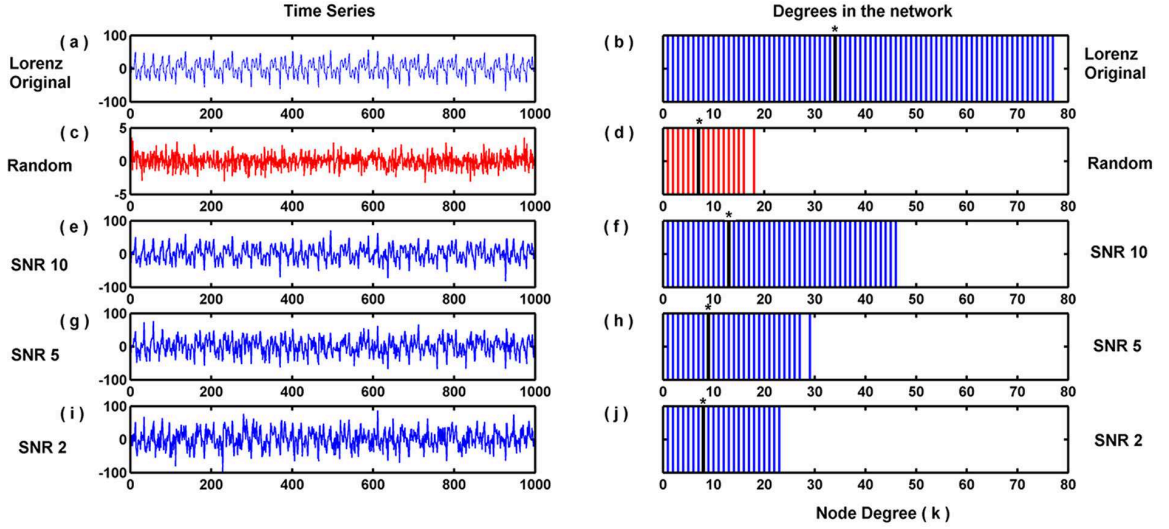 Time Series
Degrees in the network
( a )
Lorenz
Original
100
0
-100
0 200 400 600 800 1000
( b )
*
0 10 20 30 40 50 60 70 80
Lorenz
Original
( c )
Random
5
0
-5
0 200 400 600 800 1000
( d )
*
0 10 20 30 40 50 60 70 80
Random
( e )
SNR 10
100
0
-100
0 200 400 600 800 1000
( f )
*
0 10 20 30 40 50 60 70 80
SNR 10
( g )
SNR 5
100
0
-100
0 200 400 600 800 1000
( h )
*
0 10 20 30 40 50 60 70 80
SNR 5
( i )
SNR 2
100
0
-100
0 200 400 600 800 1000
( j )
*
0 10 20 30 40 50 60 70 80
SNR 2
Node Degree ( k )